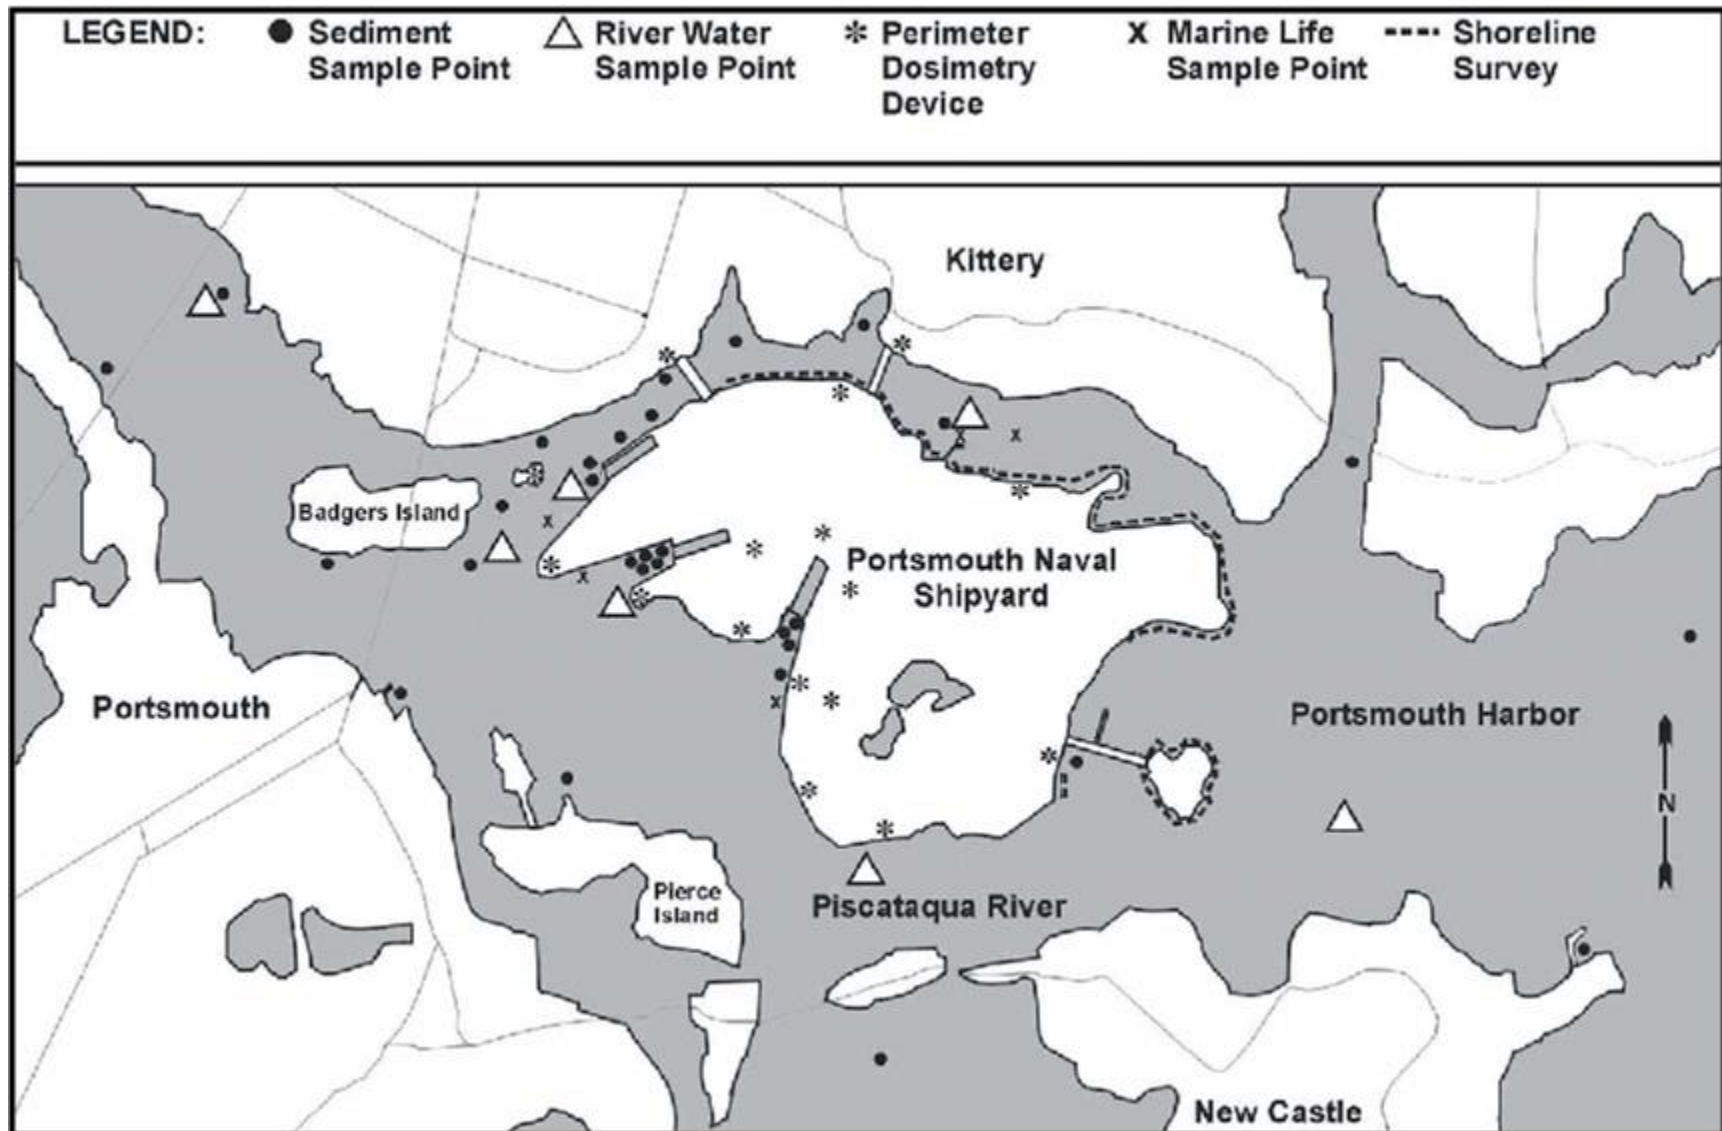 LEGEND:
Sediment
Sample Point
River Water
Sample Point
Perimeter
Dosimetry
Device
X Marine Life
Sample Point
Shoreline
Survey
Kittery
Badgers Island
Portsmouth Naval
Shipyard
Portsmouth
Portsmouth Harbor
N
Pierce
Island
Piscataqua River
New Castle